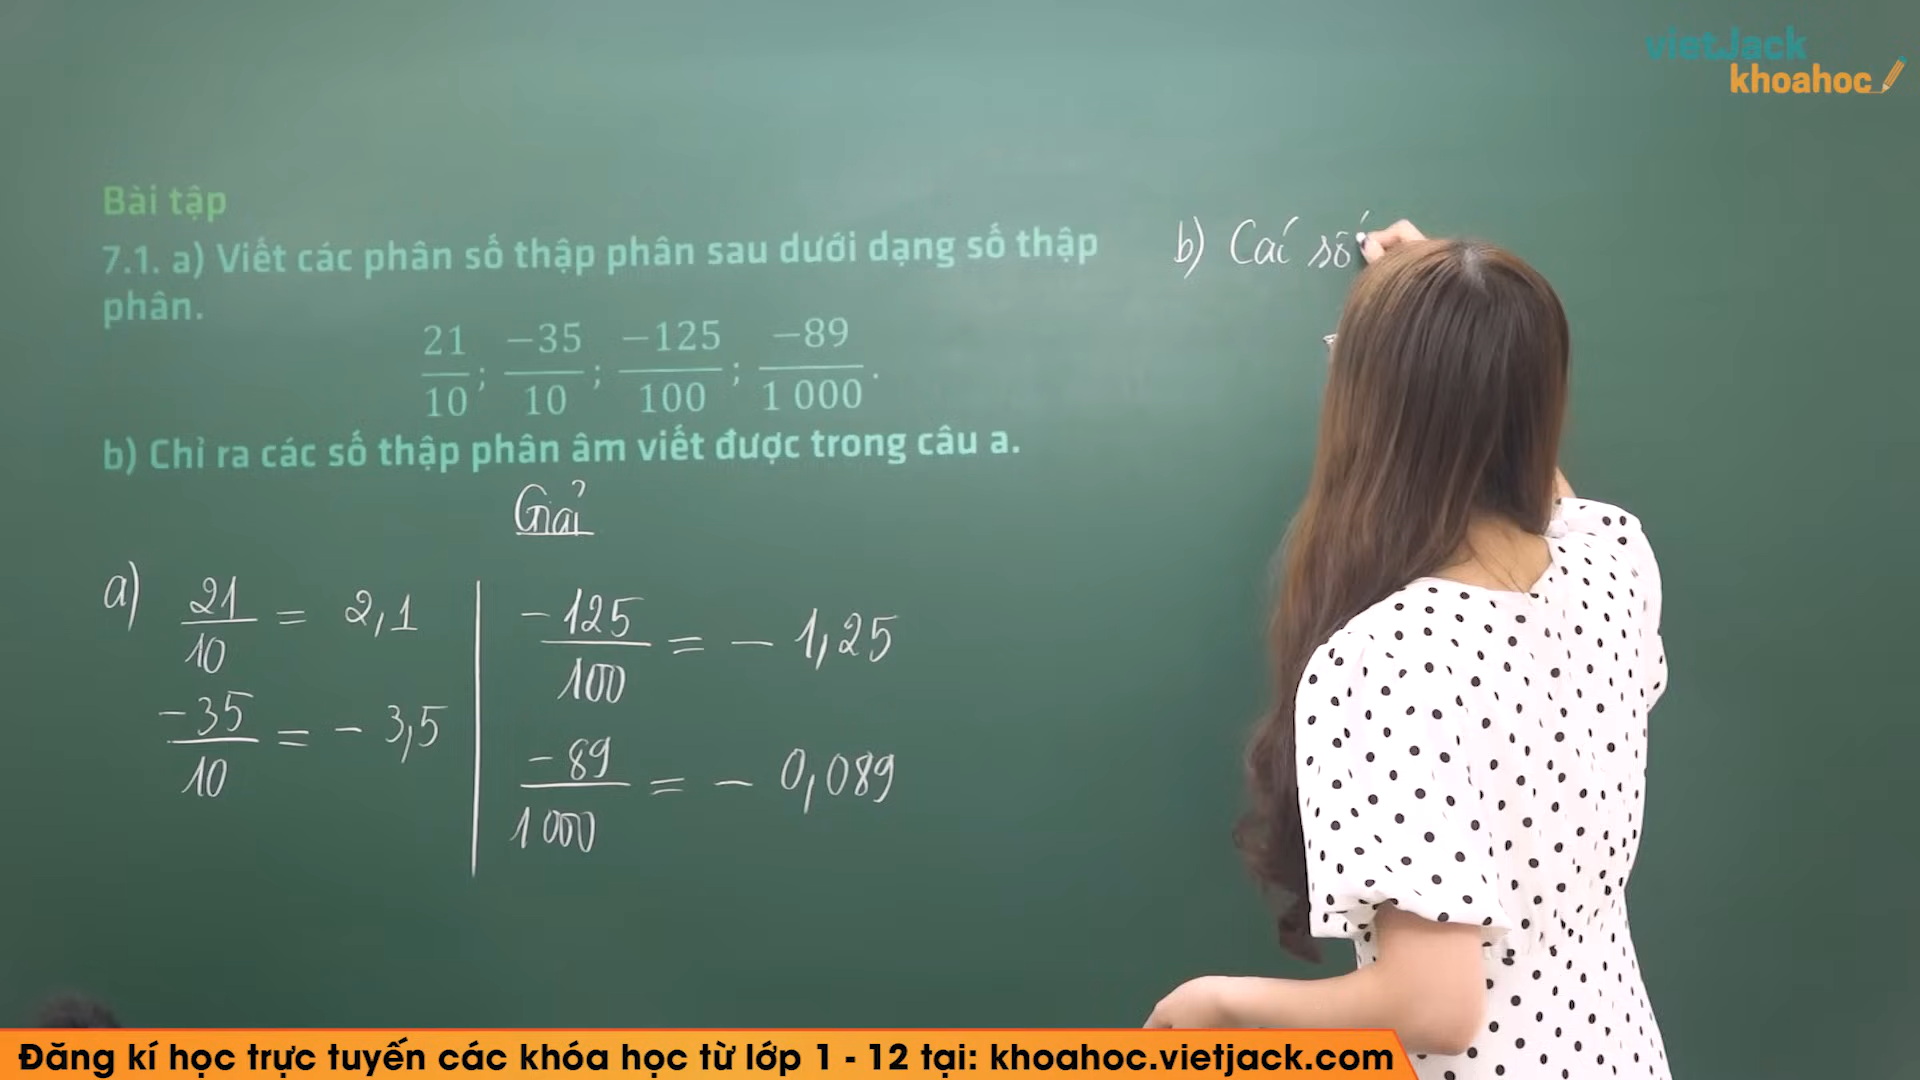 vietJack
khoahoc
Bài tập
7.1. a) Viết các phân số thập phân sau dưới dạng số thập
phân.
21/10; −35/10; −125/100; −89/1 000.
b) Chỉ ra các số thập phân âm viết được trong câu a.
Giải
a) 21/10 = 2,1
−35/10 = − 3,5
−125/100 = − 1,25
−89/1000 = − 0,089
b) Các số
Đăng kí học trực tuyến các khóa học từ lớp 1 - 12 tại: khoahoc.vietjack.com